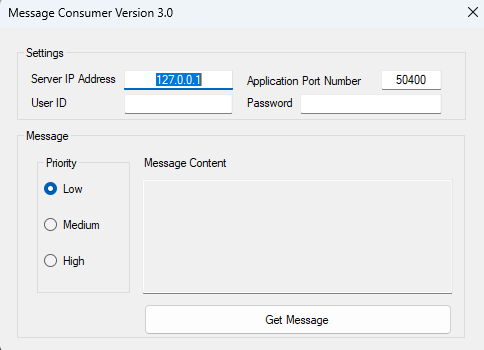 Message Consumer Version 3.0
Settings
Server IP Address 127.0.0.1 Application Port Number 50400
User ID Password
Message
Priority Message Content
Low
Medium
High
Get Message